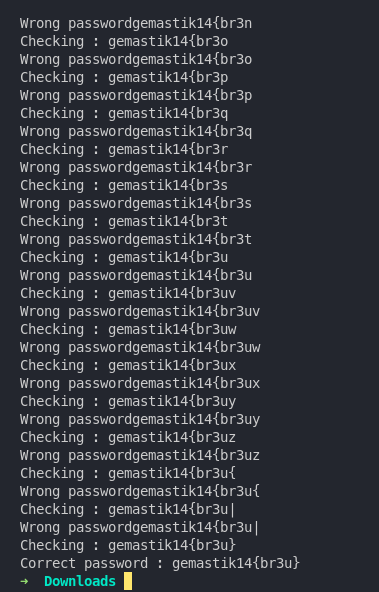 Wrong passwordgemastik14{br3n
Checking : gemastik14{br3o
Wrong passwordgemastik14{br3o
Checking : gemastik14{br3p
Wrong passwordgemastik14{br3p
Checking : gemastik14{br3q
Wrong passwordgemastik14{br3q
Checking : gemastik14{br3r
Wrong passwordgemastik14{br3r
Checking : gemastik14{br3s
Wrong passwordgemastik14{br3s
Checking : gemastik14{br3t
Wrong passwordgemastik14{br3t
Checking : gemastik14{br3u
Wrong passwordgemastik14{br3u
Checking : gemastik14{br3uv
Wrong passwordgemastik14{br3uv
Checking : gemastik14{br3uw
Wrong passwordgemastik14{br3uw
Checking : gemastik14{br3ux
Wrong passwordgemastik14{br3ux
Checking : gemastik14{br3uy
Wrong passwordgemastik14{br3uy
Checking : gemastik14{br3uz
Wrong passwordgemastik14{br3uz
Checking : gemastik14{br3u{
Wrong passwordgemastik14{br3u{
Checking : gemastik14{br3u|
Wrong passwordgemastik14{br3u|
Checking : gemastik14{br3u}
Correct password : gemastik14{br3u}
→ Downloads